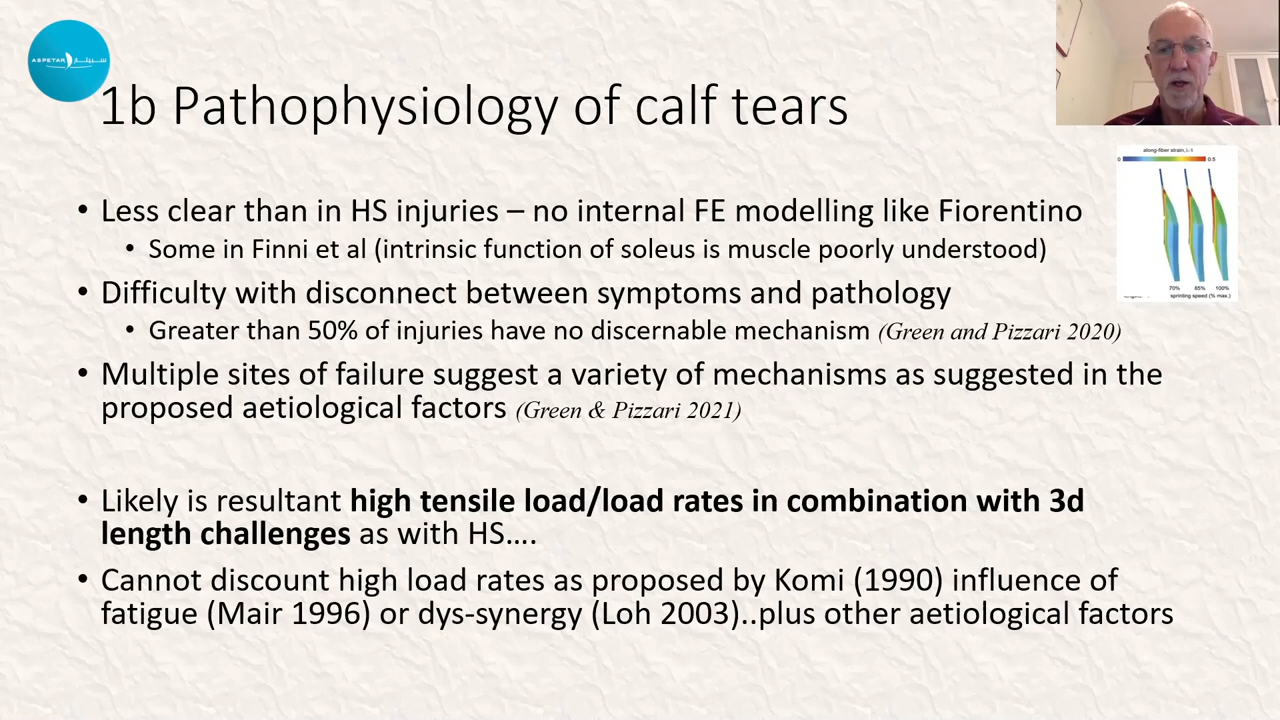 ASPETAR سبيتار
1b Pathophysiology of calf tears
along-fiber strain, λ-1
0 0.5
• Less clear than in HS injuries – no internal FE modelling like Fiorentino
• Some in Finni et al (intrinsic function of soleus is muscle poorly understood)
70% 85% 100%
sprinting speed (% max.)
• Difficulty with disconnect between symptoms and pathology
• Greater than 50% of injuries have no discernable mechanism (Green and Pizzari 2020)
• Multiple sites of failure suggest a variety of mechanisms as suggested in the
proposed aetiological factors (Green & Pizzari 2021)
• Likely is resultant high tensile load/load rates in combination with 3d
length challenges as with HS….
• Cannot discount high load rates as proposed by Komi (1990) influence of
fatigue (Mair 1996) or dys-synergy (Loh 2003)..plus other aetiological factors